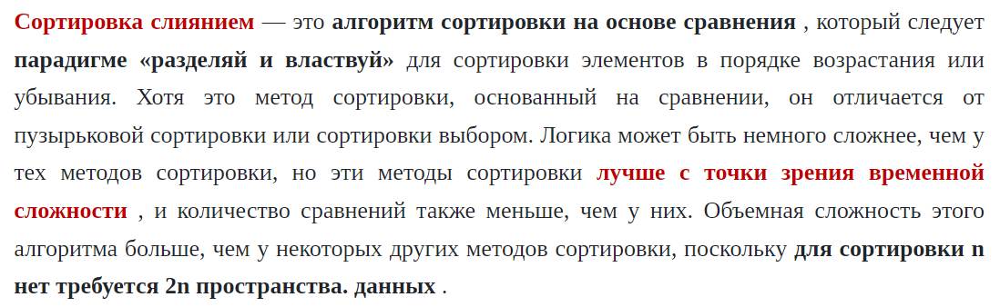 Сортировка слиянием — это алгоритм сортировки на основе сравнения , который следует
парадигме «разделяй и властвуй» для сортировки элементов в порядке возрастания или
убывания. Хотя это метод сортировки, основанный на сравнении, он отличается от
пузырьковой сортировки или сортировки выбором. Логика может быть немного сложнее, чем у
тех методов сортировки, но эти методы сортировки лучше с точки зрения временной
сложности , и количество сравнений также меньше, чем у них. Объемная сложность этого
алгоритма больше, чем у некоторых других методов сортировки, поскольку для сортировки n
нет требуется 2n пространства. данных .